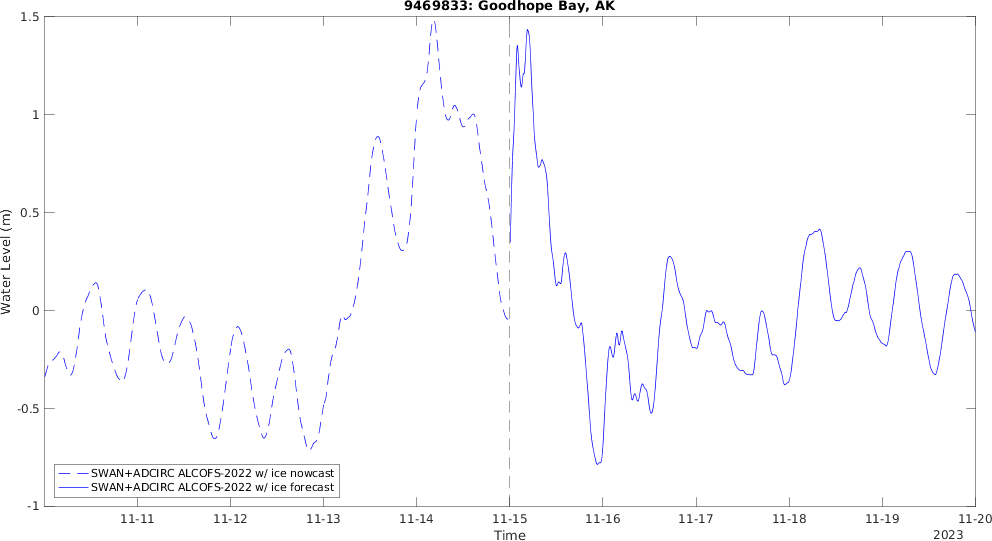 9469833: Goodhope Bay, AK
Water Level (m)
1.5
1
0.5
0
-0.5
-1
SWAN+ADCIRC ALCOFS-2022 w/ ice nowcast
SWAN+ADCIRC ALCOFS-2022 w/ ice forecast
11-11 11-12 11-13 11-14 11-15 11-16 11-17 11-18 11-19 11-20
Time
2023